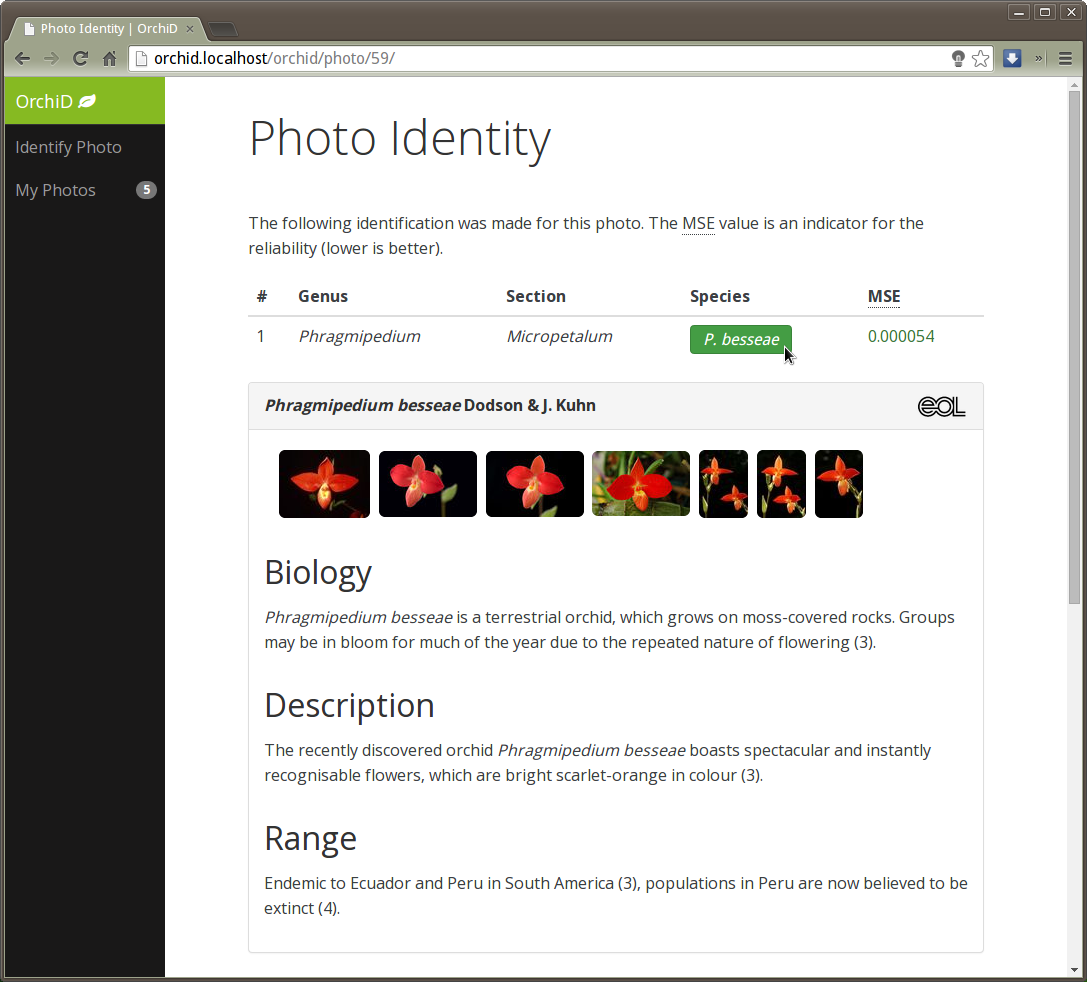 Photo Identity | OrchiD
orchid.localhost/orchid/photo/59/
OrchiD
Identify Photo
My Photos 5
Photo Identity
The following identification was made for this photo. The MSE value is an indicator for the
reliability (lower is better).
# Genus Section Species MSE
1 Phragmipedium Micropetalum P. besseae 0.000054
Phragmipedium besseae Dodson & J. Kuhn eOL
Biology
Phragmipedium besseae is a terrestrial orchid, which grows on moss-covered rocks. Groups
may be in bloom for much of the year due to the repeated nature of flowering (3).
Description
The recently discovered orchid Phragmipedium besseae boasts spectacular and instantly
recognisable flowers, which are bright scarlet-orange in colour (3).
Range
Endemic to Ecuador and Peru in South America (3), populations in Peru are now believed to be
extinct (4).